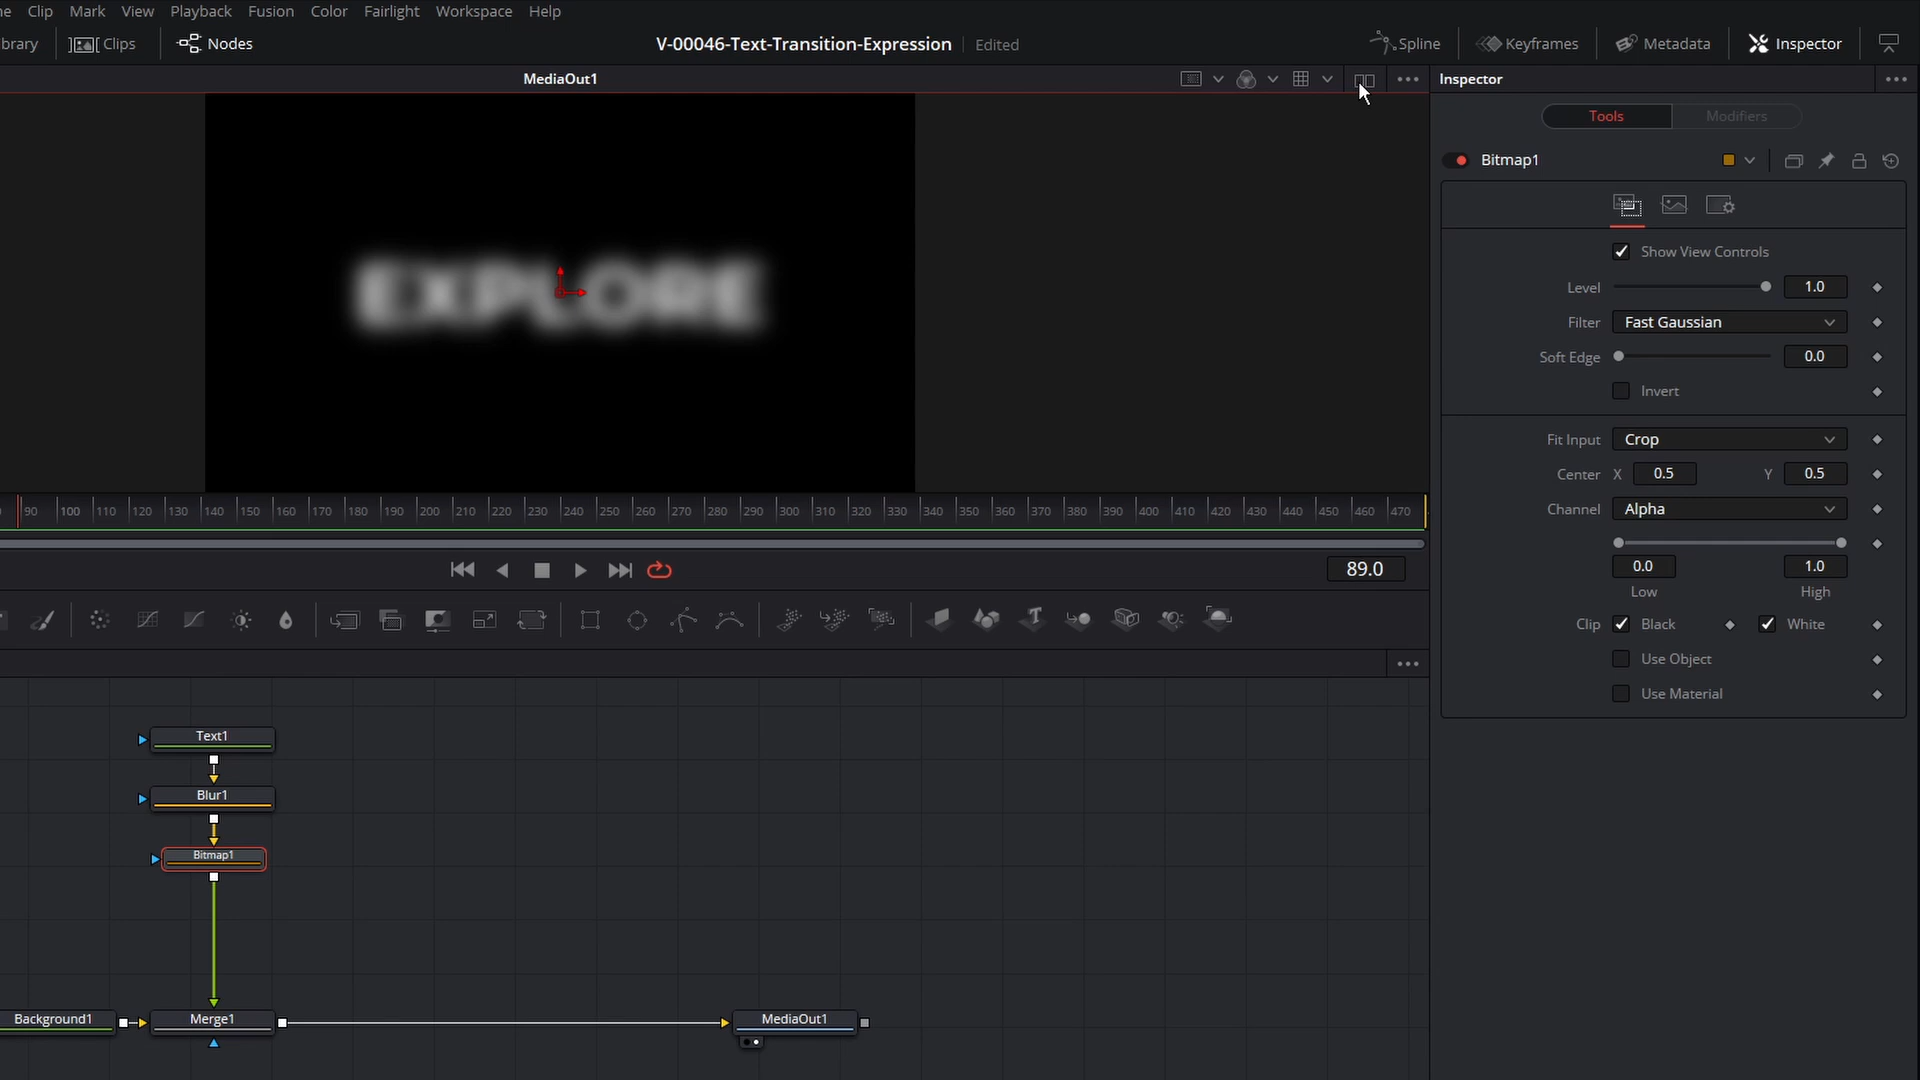 ne Clip Mark View Playback Fusion Color Fairlight Workspace Help
brary Clips Nodes V-00046-Text-Transition-Expression Edited Spline Keyframes Metadata Inspector
MediaOut1 Inspector
Tools Modifiers
Bitmap1
Show View Controls
Level 1.0
Filter Fast Gaussian
EXPLORE
Soft Edge 0.0
Invert
Fit Input Crop
Center X 0.5 Y 0.5
Channel Alpha
90 100 110 120 130 140 150 160 170 180 190 200 210 220 230 240 250 260 270 280 290 300 310 320 330 340 350 360 370 380 390 400 410 420 430 440 450 460 470
0.0 1.0
Low High
89.0
Clip Black White
Use Object
Use Material
Text1
Blur1
Bitmap1
Background1 Merge1 MediaOut1